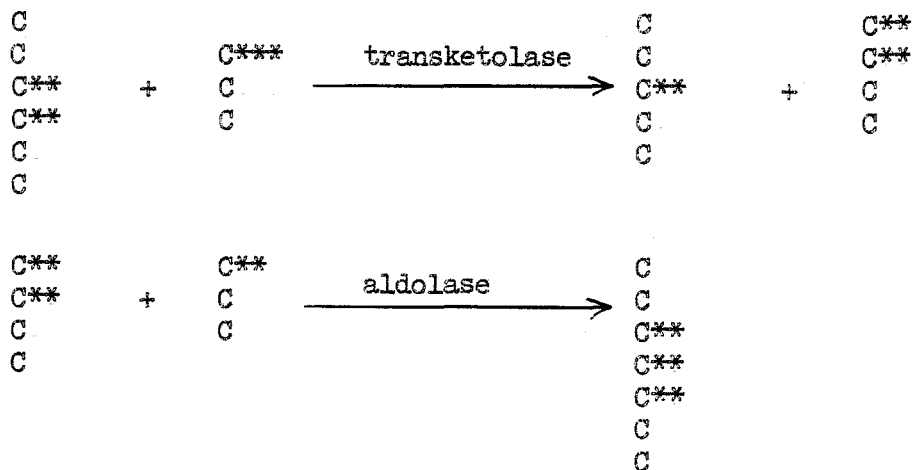 C C C**
C C*** transketolase C C**
C** + C C** + C
C** C C C
C C
C
C** C** C
C** + C aldolase C
C C C**
C C**
C**
C
C